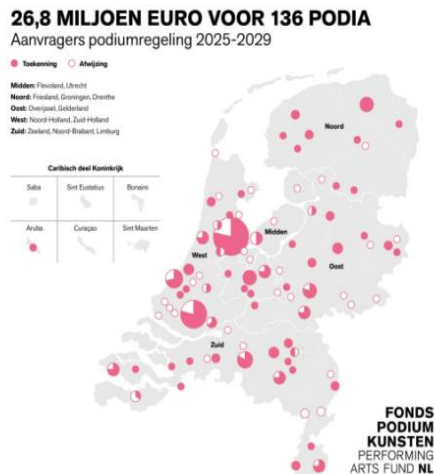 26,8 MILJOEN EURO VOOR 136 PODIA
Aanvragers podiumregeling 2025-2029
Toekenning Afwijzing
Midden: Flevoland, Utrecht
Noord: Friesland, Groningen, Drenthe
Oost: Overijssel, Gelderland
West: Noord-Holland, Zuid-Holland
Zuid: Zeeland, Noord-Brabant, Limburg
Caribisch deel Koninkrijk
Saba Sint Eustatius Bonaire
Aruba Curaçao Sint Maarten
Noord
Midden
West
Oost
Zuid
FONDS
PODIUM
KUNSTEN
PERFORMING
ARTS FUND NL